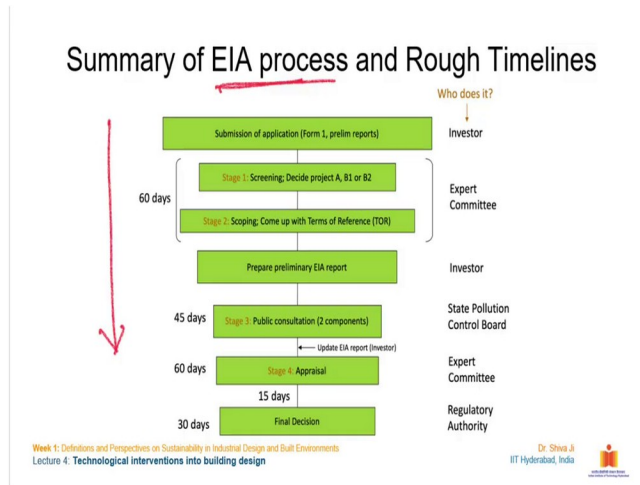 Summary of EIA process and Rough Timelines
Who does it?
Submission of application (Form 1, prelim reports)
Investor
Stage 1: Screening; Decide project A, B1 or B2
60 days
Expert
Committee
Stage 2: Scoping; Come up with Terms of Reference (TOR)
Prepare preliminary EIA report
Investor
45 days
Stage 3: Public consultation (2 components)
State Pollution
Control Board
Update EIA report (Investor)
60 days
Stage 4: Appraisal
Expert
Committee
15 days
30 days
Final Decision
Regulatory
Authority
Week 1: Definitions and Perspectives on Sustainability in Industrial Design and Built Environments
Dr. Shiva Ji
Lecture 4: Technological interventions into building design
IIT Hyderabad, India